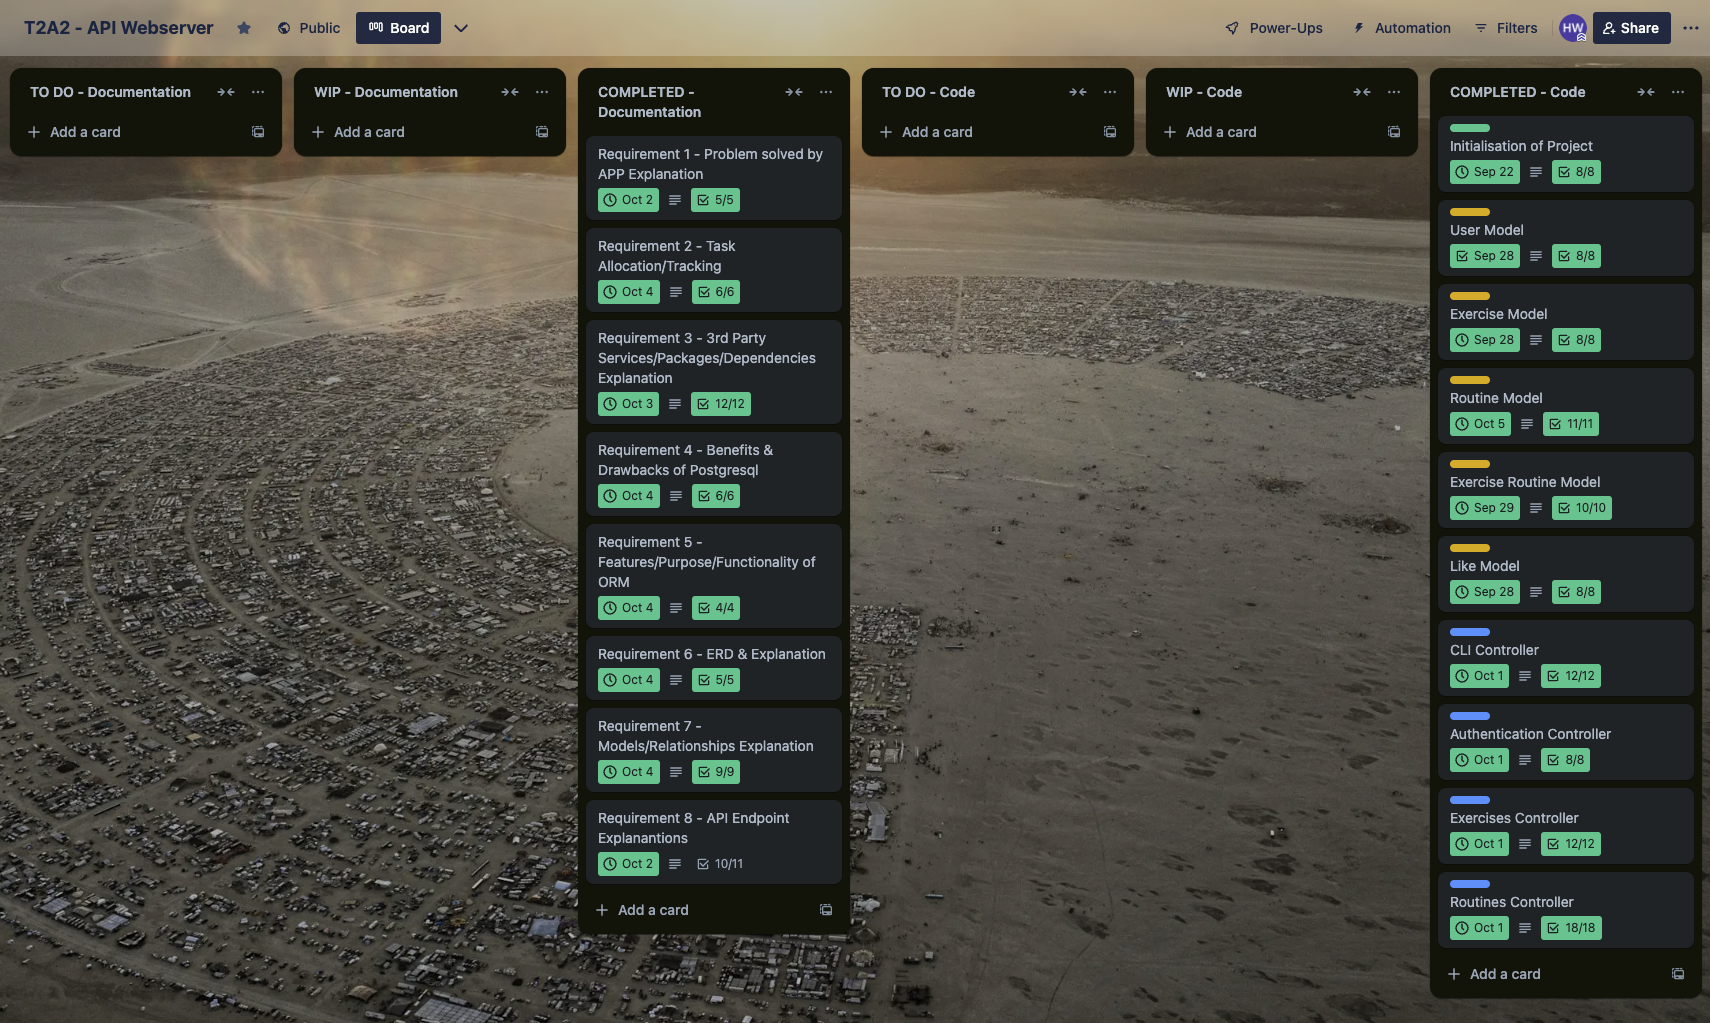 T2A2 - API Webserver
Public
Board
Power-Ups
Automation
Filters
HW
Share
TO DO - Documentation
Add a card
WIP - Documentation
Add a card
COMPLETED -
Documentation
Requirement 1 - Problem solved by
APP Explanation
Oct 2
5/5
Requirement 2 - Task
Allocation/Tracking
Oct 4
6/6
Requirement 3 - 3rd Party
Services/Packages/Dependencies
Explanation
Oct 3
12/12
Requirement 4 - Benefits &
Drawbacks of Postgresql
Oct 4
6/6
Requirement 5 -
Features/Purpose/Functionality of
ORM
Oct 4
4/4
Requirement 6 - ERD & Explanation
Oct 4
5/5
Requirement 7 -
Models/Relationships Explanation
Oct 4
9/9
Requirement 8 - API Endpoint
Explanantions
Oct 2
10/11
Add a card
TO DO - Code
Add a card
WIP - Code
Add a card
COMPLETED - Code
Initialisation of Project
Sep 22
8/8
User Model
Sep 28
8/8
Exercise Model
Sep 28
8/8
Routine Model
Oct 5
11/11
Exercise Routine Model
Sep 29
10/10
Like Model
Sep 28
8/8
CLI Controller
Oct 1
12/12
Authentication Controller
Oct 1
8/8
Exercises Controller
Oct 1
12/12
Routines Controller
Oct 1
18/18
Add a card